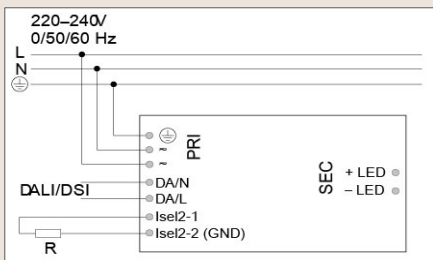 220–240V
0/50/60 Hz
L
N
~
~
PRI
DALI/DSI
DA/N
DA/L
Isel2-1
Isel2-2 (GND)
R
SEC
+ LED
– LED